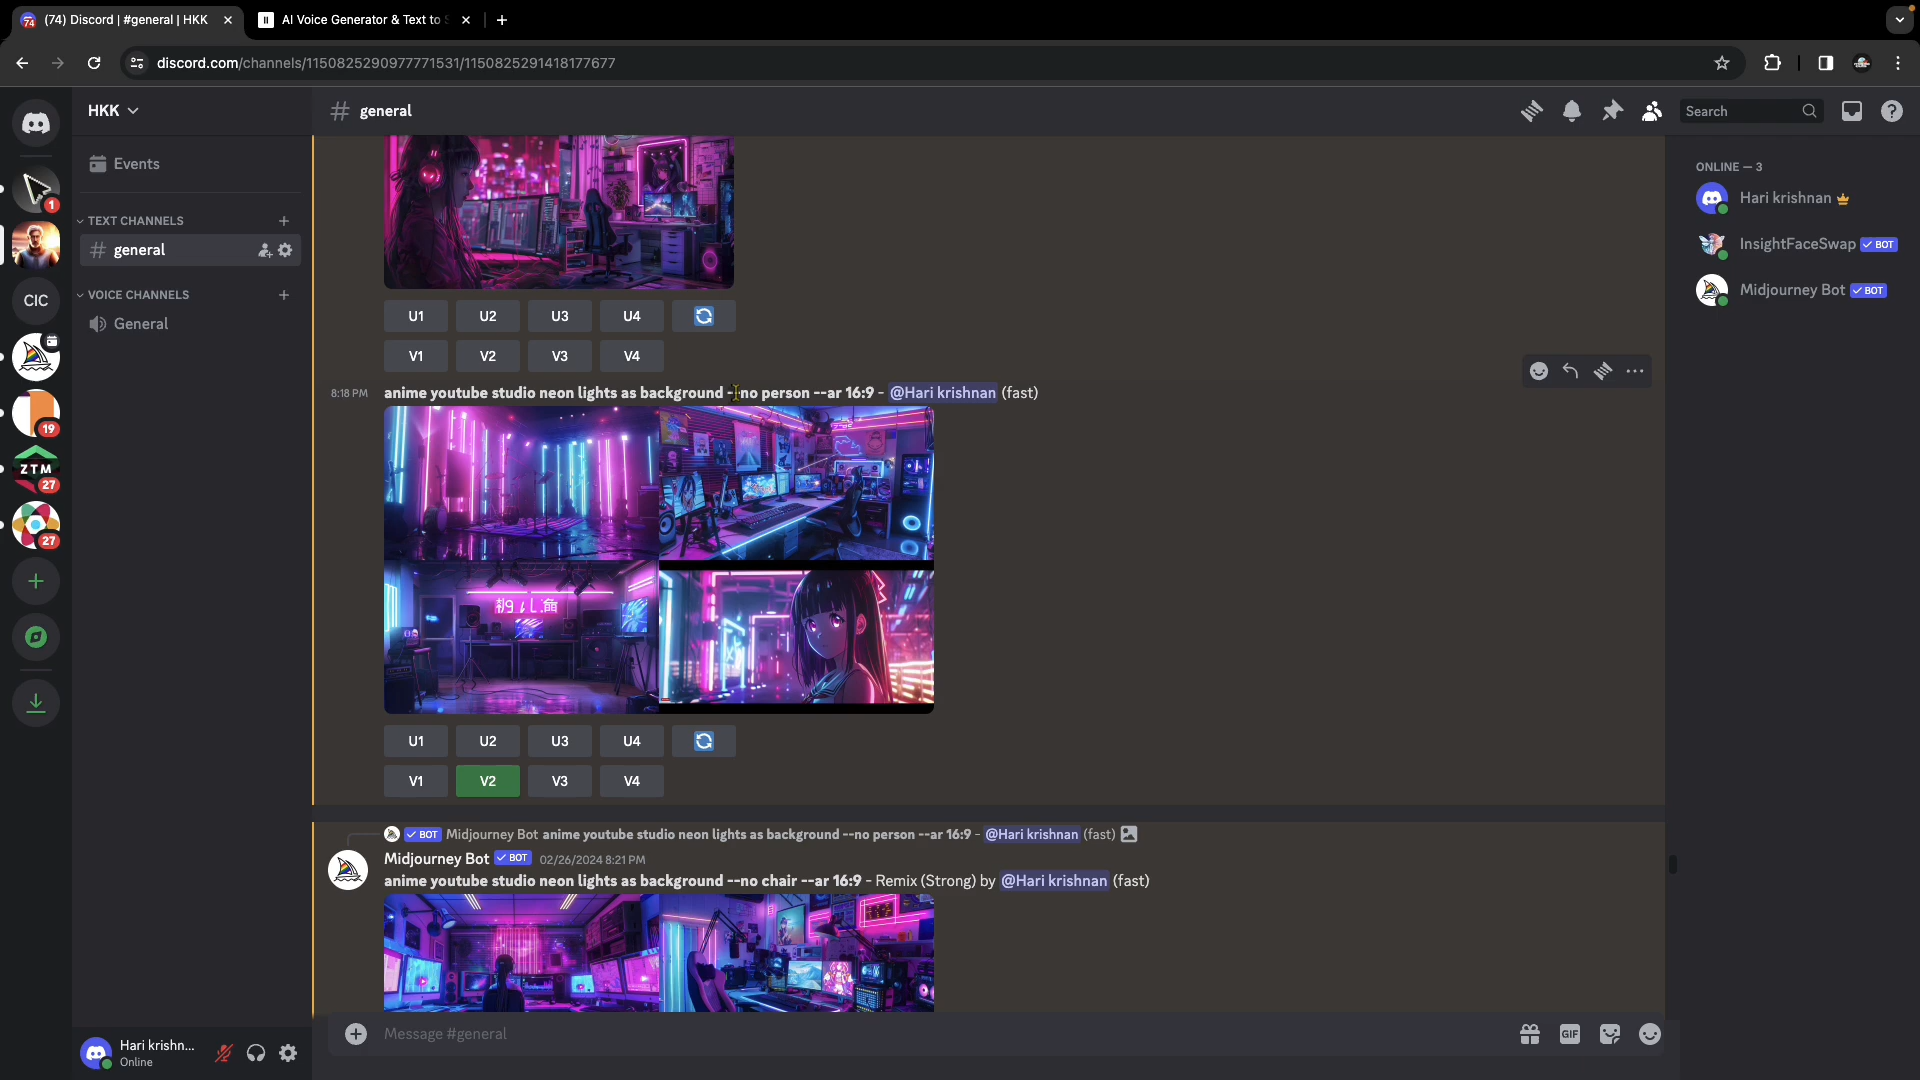 (74) Discord | #general | HKK
AI Voice Generator & Text to S
discord.com/channels/1150825290977771531/1150825291418177677
HKK
# general
Search
Events
TEXT CHANNELS
general
VOICE CHANNELS
General
1
CIC
19
ZTM
27
27
U1 U2 U3 U4
V1 V2 V3 V4
8:18 PM anime youtube studio neon lights as background --no person --ar 16:9 - @Hari krishnan (fast)
U1 U2 U3 U4
V1 V2 V3 V4
BOT Midjourney Bot anime youtube studio neon lights as background --no person --ar 16:9 - @Hari krishnan (fast)
Midjourney Bot BOT 02/26/2024 8:21 PM
anime youtube studio neon lights as background --no chair --ar 16:9 - Remix (Strong) by @Hari krishnan (fast)
Message #general
GIF
Hari krishn...
Online
ONLINE — 3
Hari krishnan
InsightFaceSwap BOT
Midjourney Bot BOT